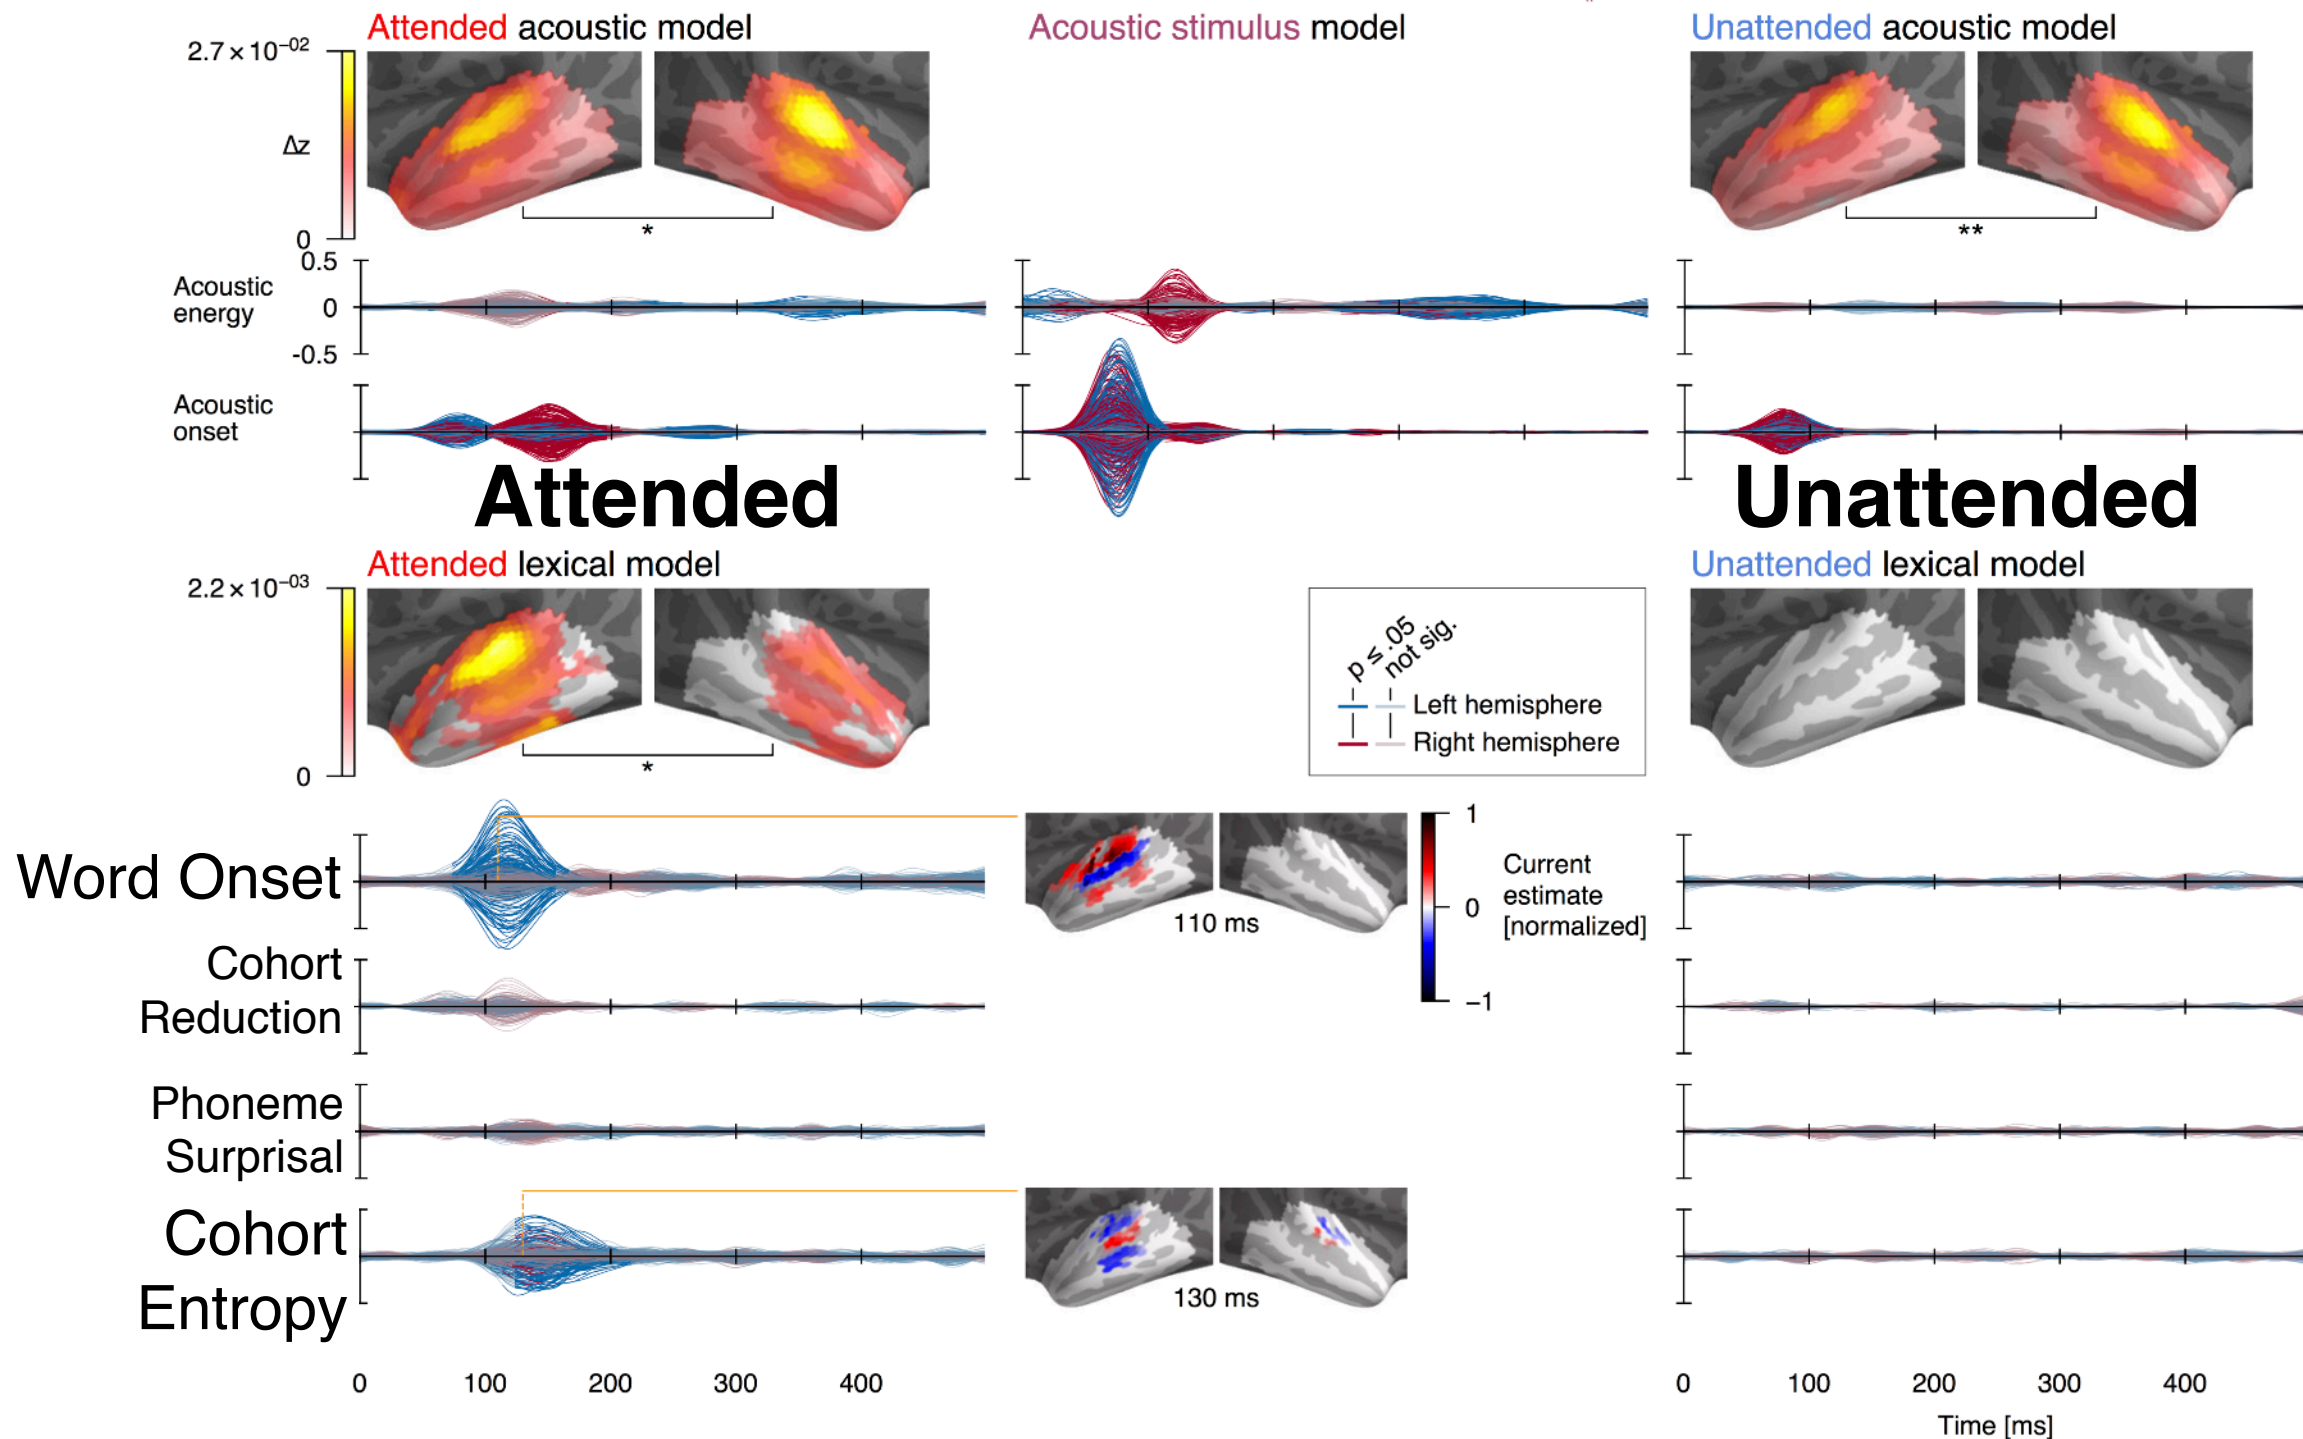 Attended acoustic model
Acoustic stimulus model
Unattended acoustic model
2.7×10⁻⁰²
Δz
0
*
**
0.5
0
-0.5
Acoustic
energy
Acoustic
onset
Attended
Unattended
Attended lexical model
Unattended lexical model
2.2×10⁻⁰³
0
*
p ≤ .05
not sig.
Left hemisphere
Right hemisphere
Word Onset
110 ms
1
0
−1
Current
estimate
[normalized]
Cohort
Reduction
Phoneme
Surprisal
Cohort
Entropy
130 ms
0 100 200 300 400
0 100 200 300 400
Time [ms]